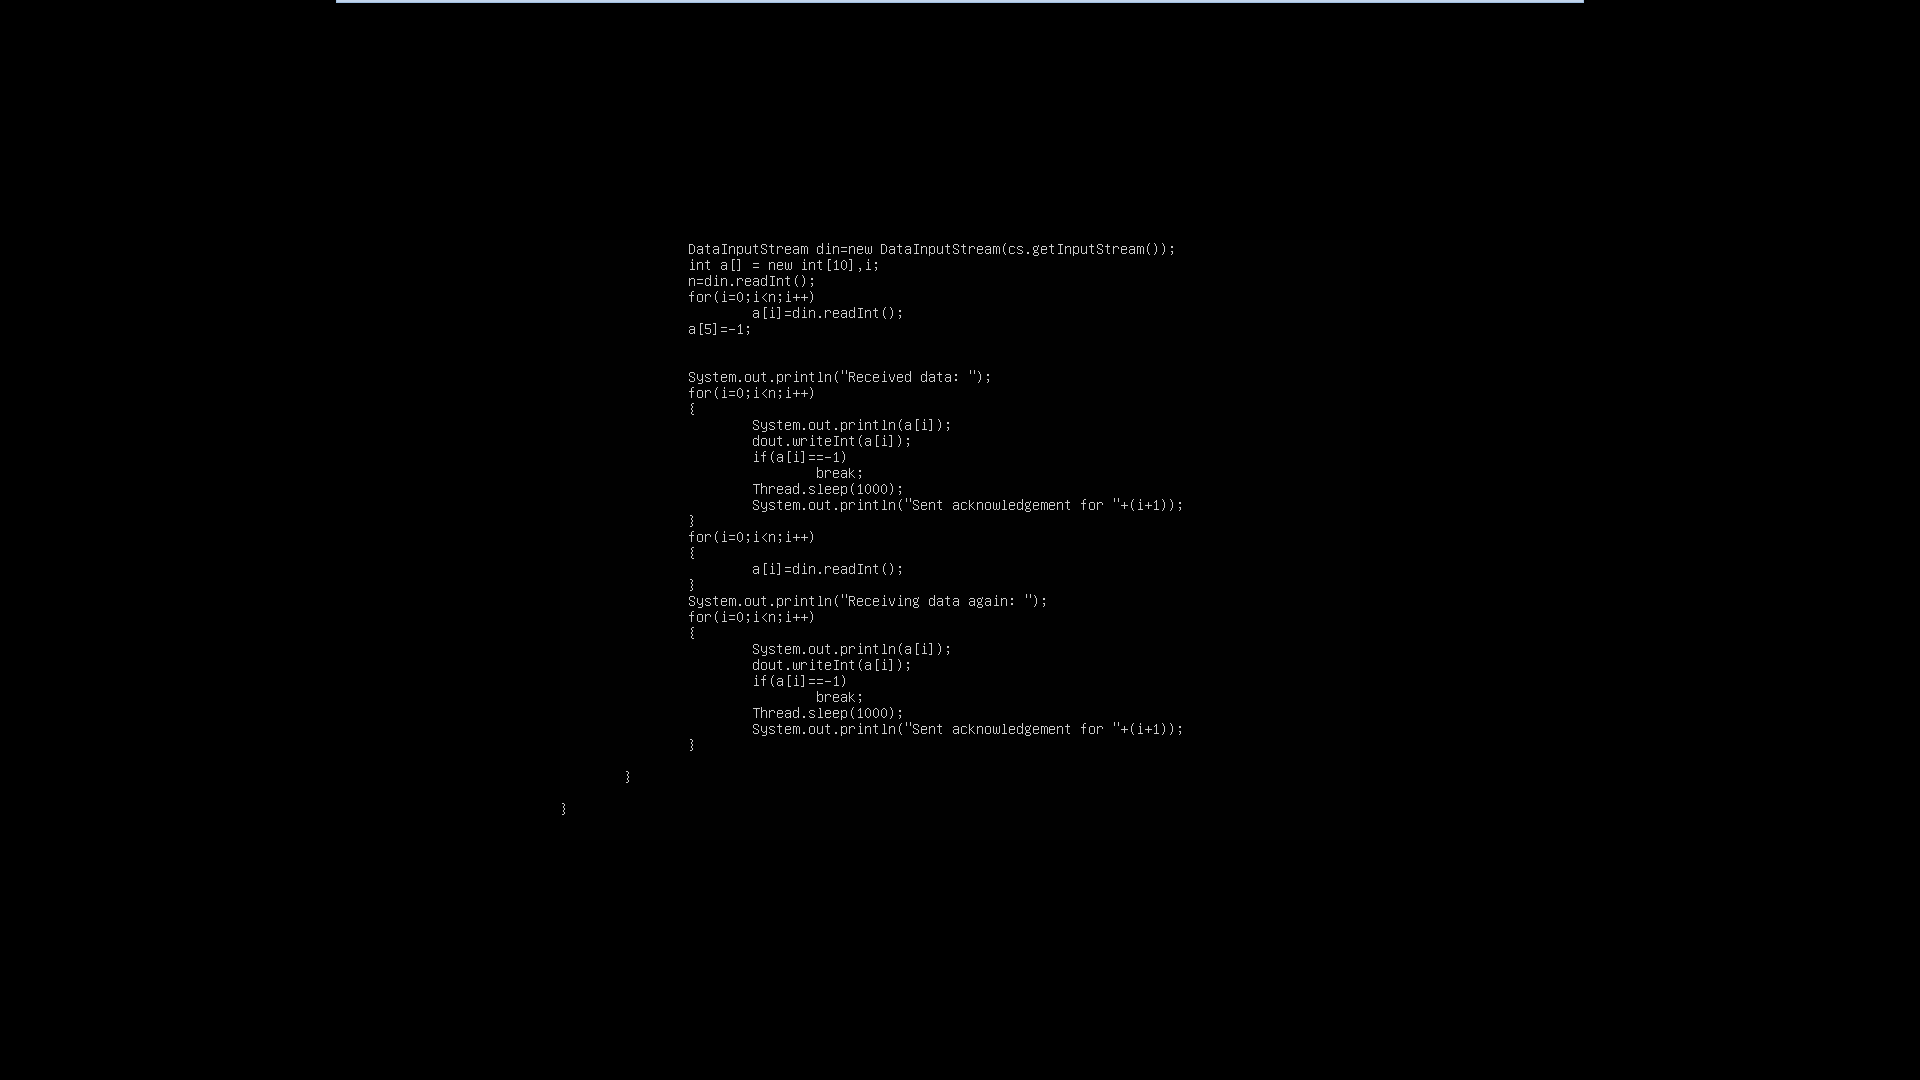 DataInputStream din=new DataInputStream(cs.getInputStream());
int a[] = new int[10],i;
n=din.readInt();
for(i=0;i<n;i++)
a[i]=din.readInt();
a[5]=-1;
System.out.println("Received data: ");
for(i=0;i<n;i++)
{
System.out.println(a[i]);
dout.writeInt(a[i]);
if(a[i]==-1)
break;
Thread.sleep(1000);
System.out.println("Sent acknowledgement for "+(i+1));
}
for(i=0;i<n;i++)
{
a[i]=din.readInt();
}
System.out.println("Receiving data again: ");
for(i=0;i<n;i++)
{
System.out.println(a[i]);
dout.writeInt(a[i]);
if(a[i]==-1)
break;
Thread.sleep(1000);
System.out.println("Sent acknowledgement for "+(i+1));
}
}
}